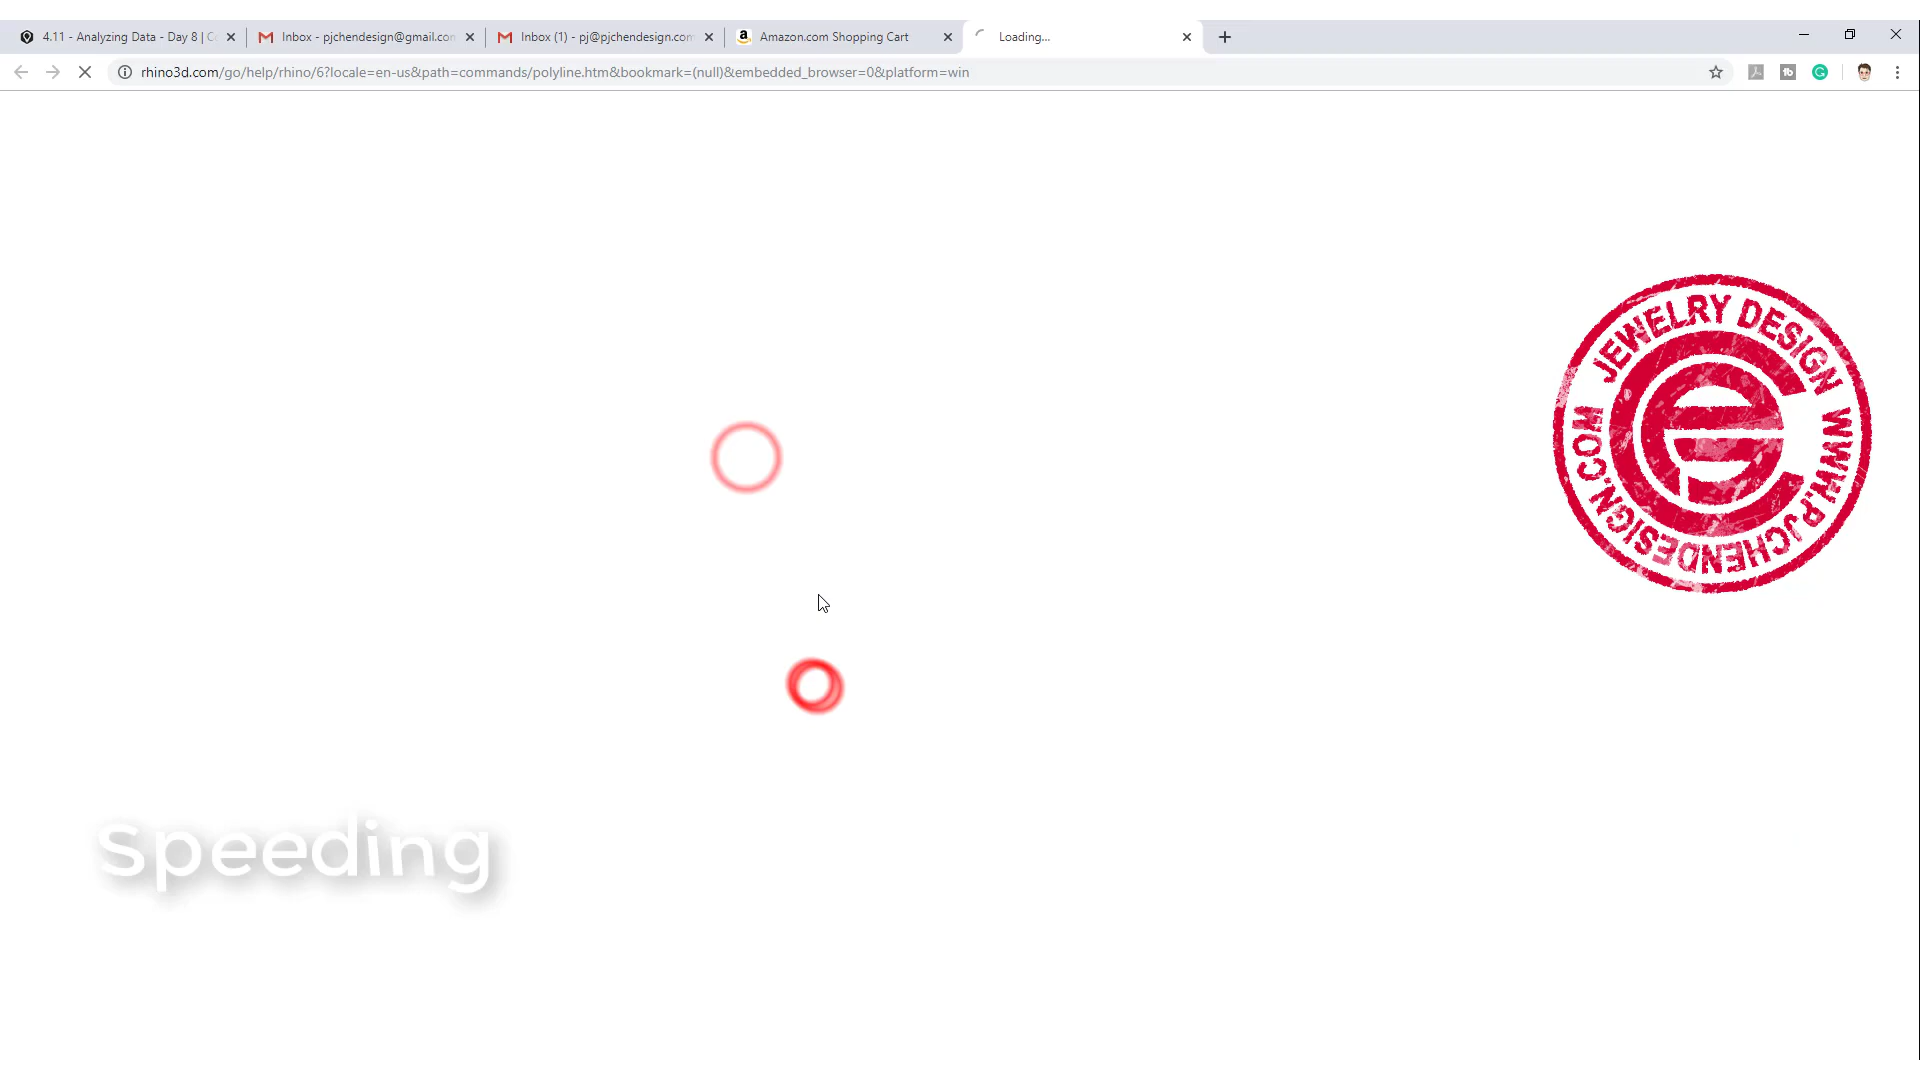 4.11 - Analyzing Data - Day 8 | Co
Inbox - pjchendesign@gmail.con
Inbox (1) - pj@pjchendesign.com
Amazon.com Shopping Cart
Loading...
rhino3d.com/go/help/rhino/6?locale=en-us&path=commands/polyline.htm&bookmark=(null)&embedded_browser=0&platform=win
JEWELRY DESIGN WWW.PJCHENDESIGN.COM
Speeding